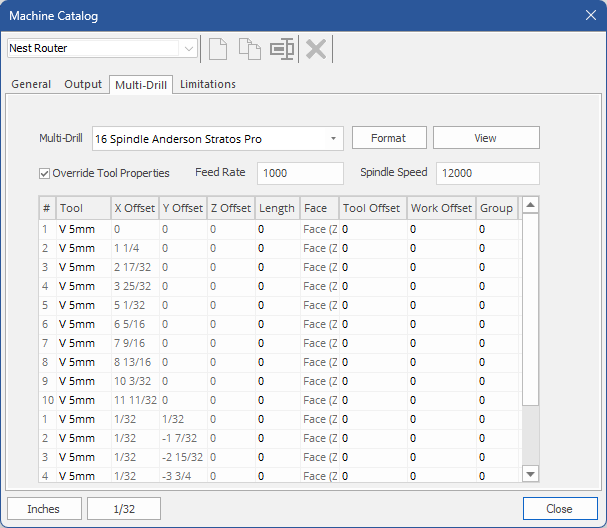 Machine Catalog
Nest Router
General Output Multi-Drill Limitations
Multi-Drill 16 Spindle Anderson Stratos Pro Format View
Override Tool Properties Feed Rate 1000 Spindle Speed 12000
# Tool X Offset Y Offset Z Offset Length Face Tool Offset Work Offset Group
1 V 5mm 0 0 0 0 Face (Z 0 0 0
2 V 5mm 1 1/4 0 0 0 Face (Z 0 0 0
3 V 5mm 2 17/32 0 0 0 Face (Z 0 0 0
4 V 5mm 3 25/32 0 0 0 Face (Z 0 0 0
5 V 5mm 5 1/32 0 0 0 Face (Z 0 0 0
6 V 5mm 6 5/16 0 0 0 Face (Z 0 0 0
7 V 5mm 7 9/16 0 0 0 Face (Z 0 0 0
8 V 5mm 8 13/16 0 0 0 Face (Z 0 0 0
9 V 5mm 10 3/32 0 0 0 Face (Z 0 0 0
10 V 5mm 11 11/32 0 0 0 Face (Z 0 0 0
1 V 5mm 1/32 1/32 0 0 Face (Z 0 0 0
2 V 5mm 1/32 -1 7/32 0 0 Face (Z 0 0 0
3 V 5mm 1/32 -2 15/32 0 0 Face (Z 0 0 0
4 V 5mm 1/32 -3 3/4 0 0 Face (Z 0 0 0
Inches 1/32 Close